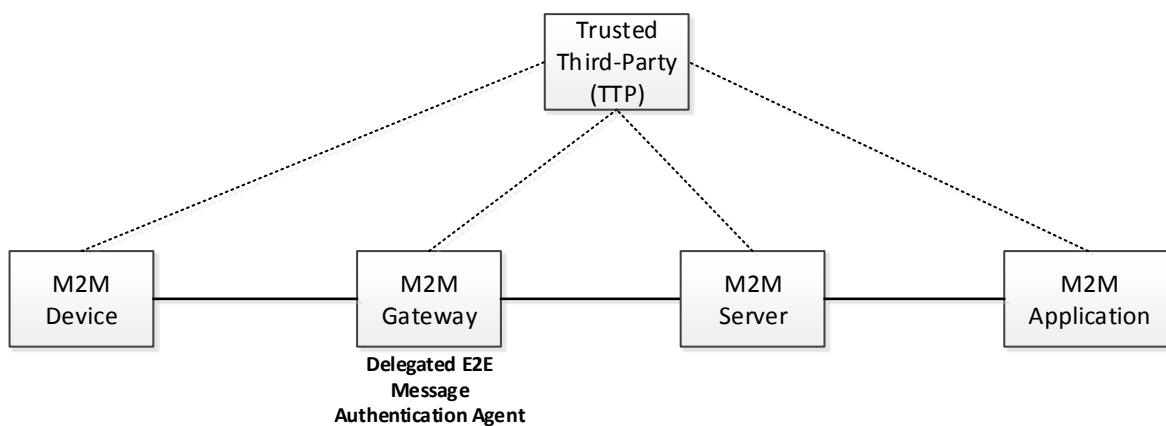 Trusted
Third-Party
(TTP)
M2M
Device
M2M
Gateway
M2M
Server
M2M
Application
Delegated E2E
Message
Authentication Agent